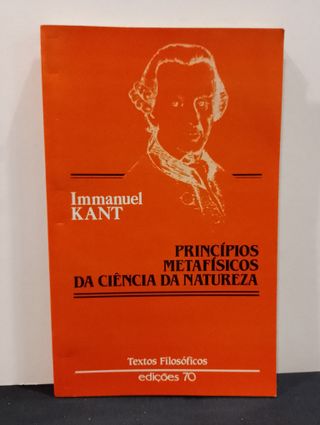 Immanuel
KANT
PRINCÍPIOS
METAFÍSICOS
DA CIÊNCIA DA NATUREZA
Textos Filosóficos
edições 70